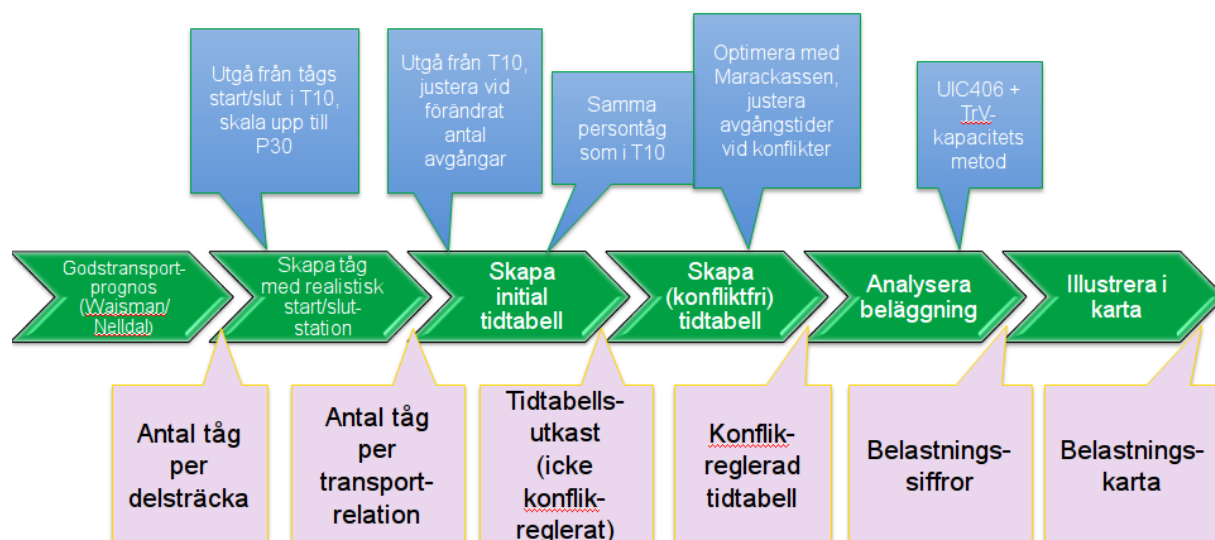 Utgå från tågs
start/slut i T10,
skala upp till
P30
Utgå från T10,
justera vid
förändrat
antal
avgångar
Samma
persontåg
som i T10
Optimera med
Marackassen,
justera
avgångstider
vid konflikter
UIC406 +
TrV-
kapacitets
metod
Godstransport-
prognos
(Wajsman/
Nelldal)
Skapa tåg
med realistisk
start/slut-
station
Skapa
initial
tidtabell
Skapa
(konfliktfri)
tidtabell
Analysera
beläggning
Illustrera i
karta
Antal tåg
per
delsträcka
Antal tåg
per
transport-
relation
Tidtabells-
utkast
(icke
konflik-
reglerat)
Konflik-
reglerad
tidtabell
Belastnings-
siffror
Belastnings-
karta